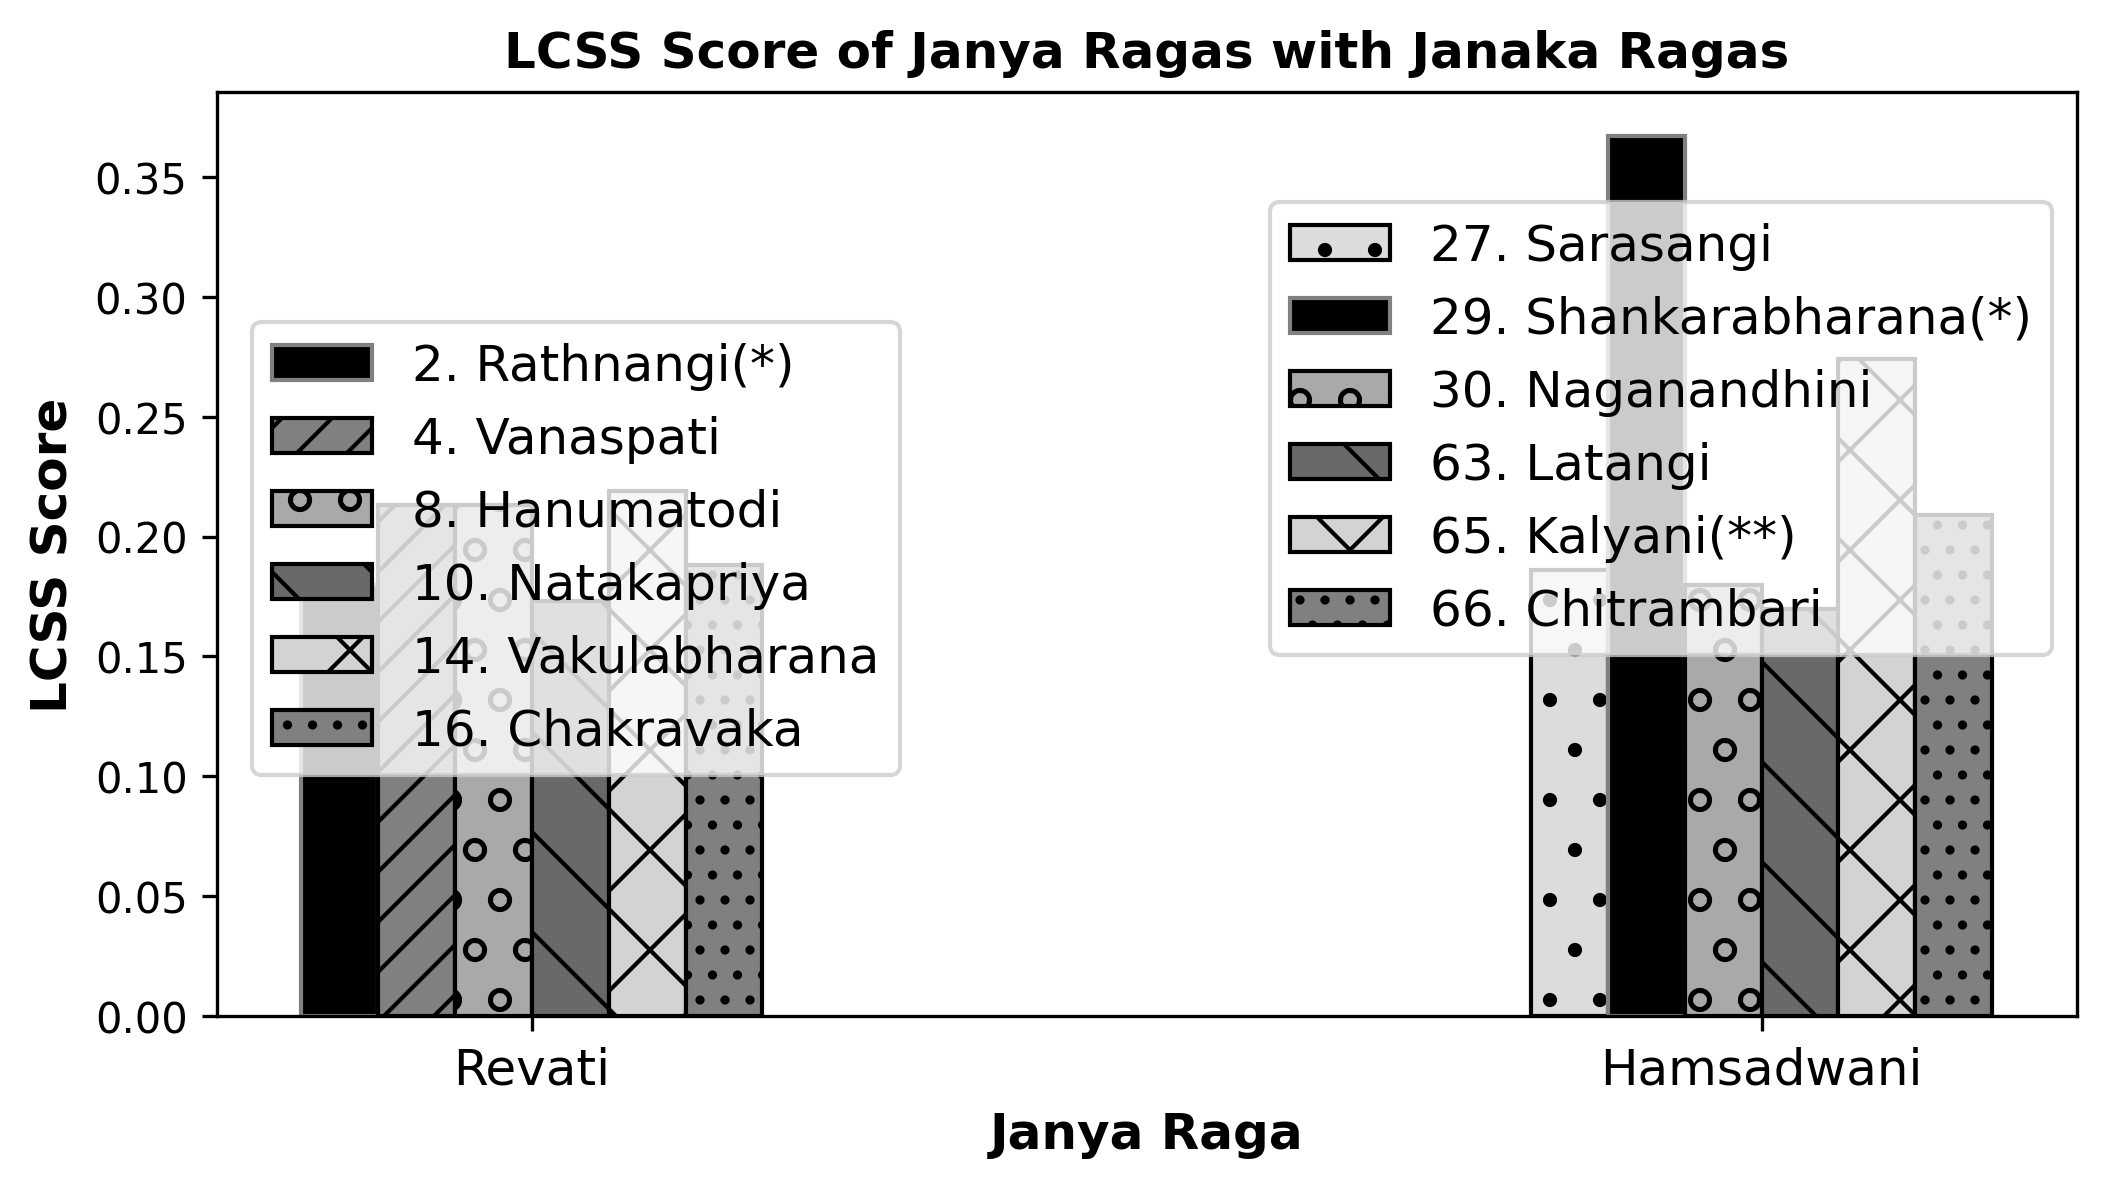 LCSS Score of Janya Ragas with Janaka Ragas
LCSS Score
0.35
0.30
0.25
0.20
0.15
0.10
0.05
0.00
2. Rathnangi(*)
4. Vanaspati
8. Hanumatodi
10. Natakapriya
14. Vakulabharana
16. Chakravaka
27. Sarasangi
29. Shankarabharana(*)
30. Naganandhini
63. Latangi
65. Kalyani(**)
66. Chitrambari
Revati
Hamsadwani
Janya Raga